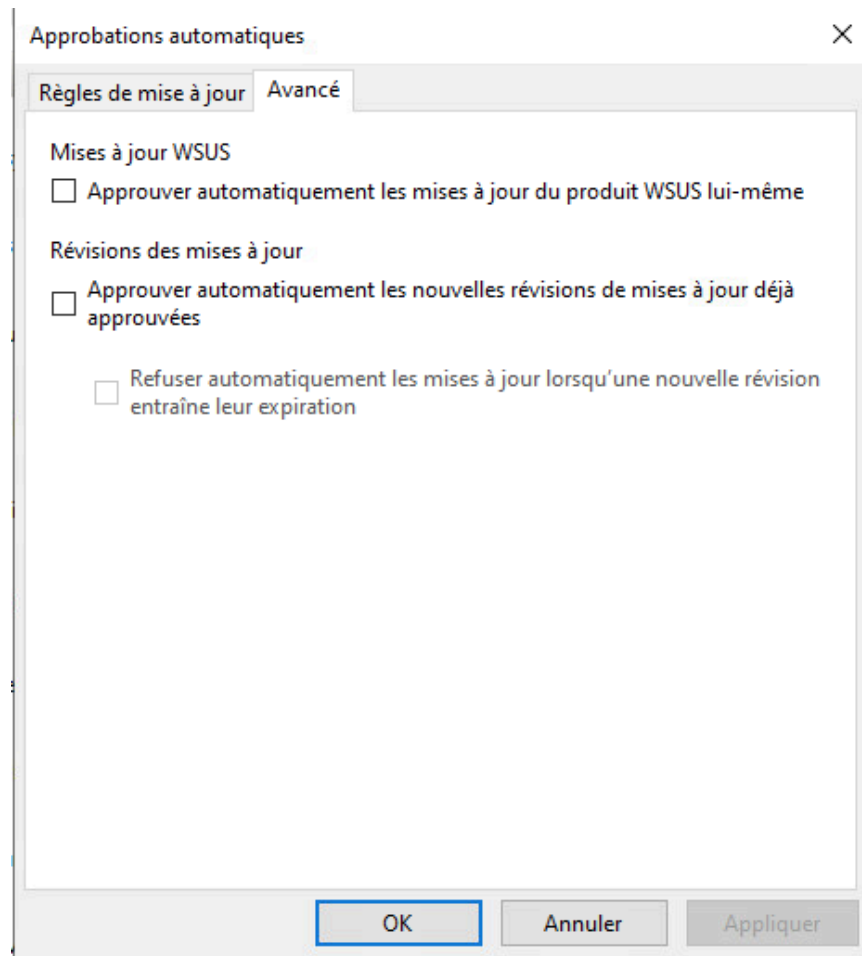 Approbations automatiques
Règles de mise à jour
Avancé
Mises à jour WSUS
Approuver automatiquement les mises à jour du produit WSUS lui-même
Révisions des mises à jour
Approuver automatiquement les nouvelles révisions de mises à jour déjà
approuvées
Refuser automatiquement les mises à jour lorsqu'une nouvelle révision
entraîne leur expiration
OK
Annuler
Appliquer